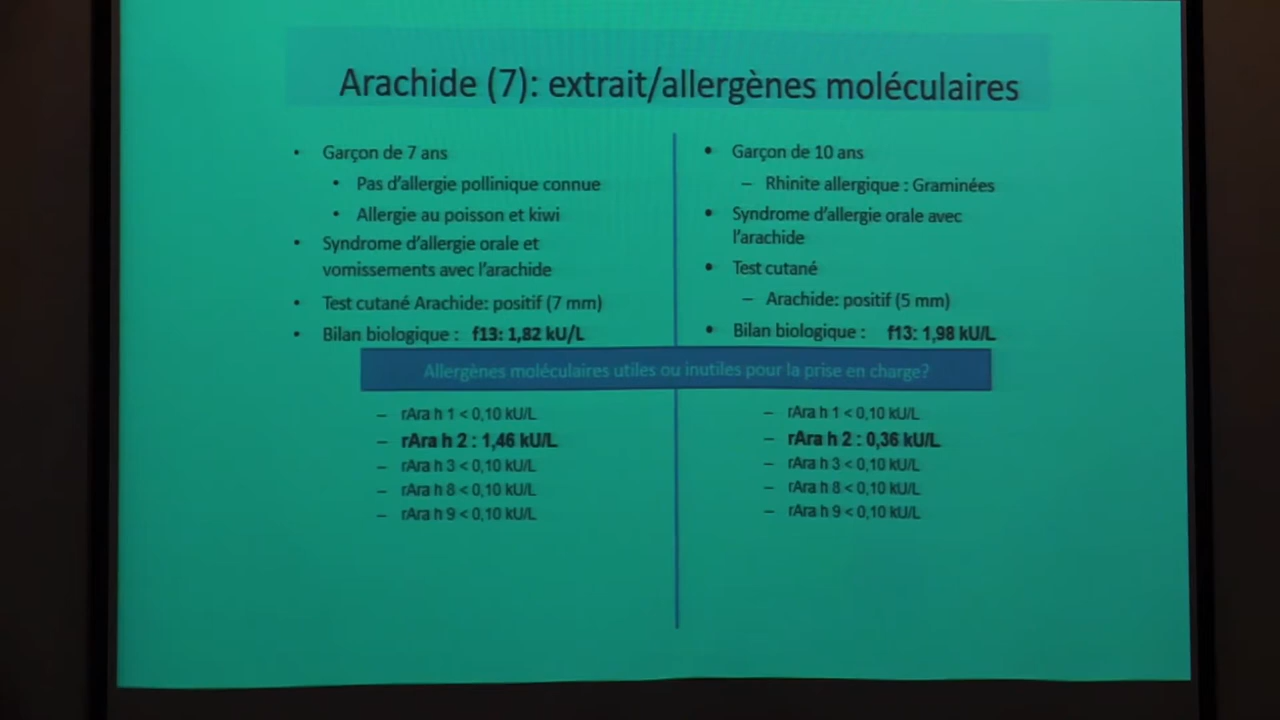 Arachide (7): extrait/allergènes moléculaires
• Garçon de 7 ans
• Pas d'allergie pollinique connue
• Allergie au poisson et kiwi
• Syndrome d'allergie orale et
vomissements avec l'arachide
• Test cutané Arachide: positif (7 mm)
• Bilan biologique : f13: 1,82 kU/L
• Garçon de 10 ans
– Rhinite allergique : Graminées
• Syndrome d'allergie orale avec
l'arachide
• Test cutané
– Arachide: positif (5 mm)
• Bilan biologique : f13: 1,98 kU/L
Allergènes moléculaires utiles ou inutiles pour la prise en charge?
– rAra h 1 < 0,10 kU/L
– rAra h 2 : 1,46 kU/L
– rAra h 3 < 0,10 kU/L
– rAra h 8 < 0,10 kU/L
– rAra h 9 < 0,10 kU/L
– rAra h 1 < 0,10 kU/L
– rAra h 2 : 0,36 kU/L
– rAra h 3 < 0,10 kU/L
– rAra h 8 < 0,10 kU/L
– rAra h 9 < 0,10 kU/L